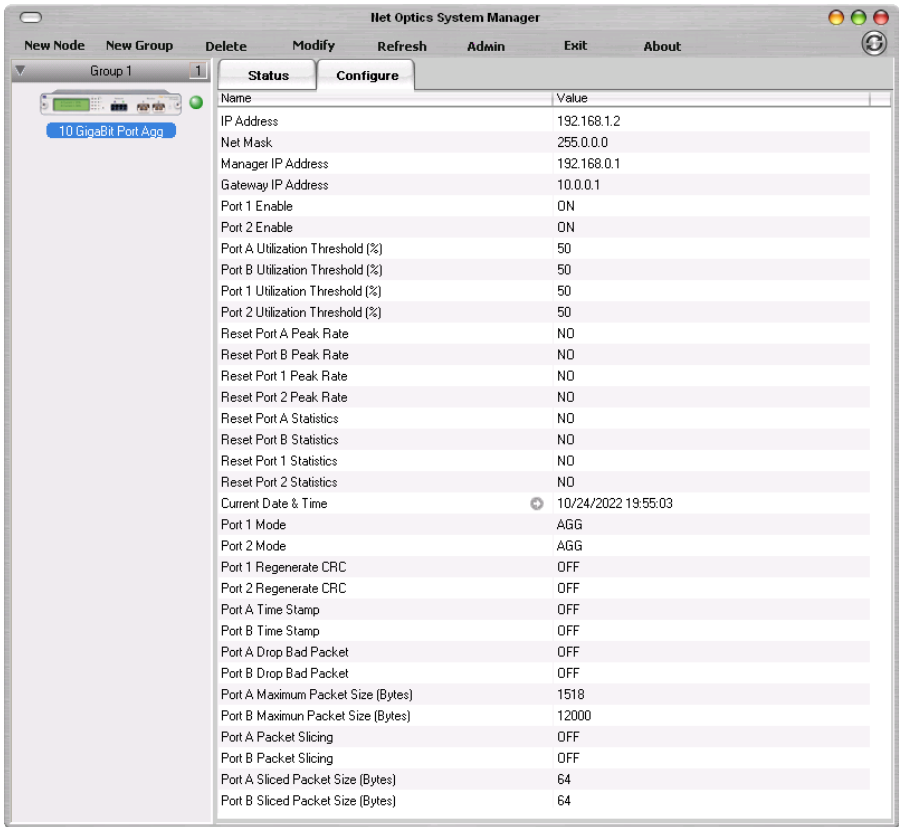 Net Optics System Manager
New Node New Group Delete Modify Refresh Admin Exit About
Group 1 1
10 GigaBit Port Agg
Status Configure
Name Value
IP Address 192.168.1.2
Net Mask 255.0.0.0
Manager IP Address 192.168.0.1
Gateway IP Address 10.0.0.1
Port 1 Enable ON
Port 2 Enable ON
Port A Utilization Threshold (%) 50
Port B Utilization Threshold (%) 50
Port 1 Utilization Threshold (%) 50
Port 2 Utilization Threshold (%) 50
Reset Port A Peak Rate NO
Reset Port B Peak Rate NO
Reset Port 1 Peak Rate NO
Reset Port 2 Peak Rate NO
Reset Port A Statistics NO
Reset Port B Statistics NO
Reset Port 1 Statistics NO
Reset Port 2 Statistics NO
Current Date & Time 10/24/2022 19:55:03
Port 1 Mode AGG
Port 2 Mode AGG
Port 1 Regenerate CRC OFF
Port 2 Regenerate CRC OFF
Port A Time Stamp OFF
Port B Time Stamp OFF
Port A Drop Bad Packet OFF
Port B Drop Bad Packet OFF
Port A Maximum Packet Size (Bytes) 1518
Port B Maximun Packet Size (Bytes) 12000
Port A Packet Slicing OFF
Port B Packet Slicing OFF
Port A Sliced Packet Size (Bytes) 64
Port B Sliced Packet Size (Bytes) 64